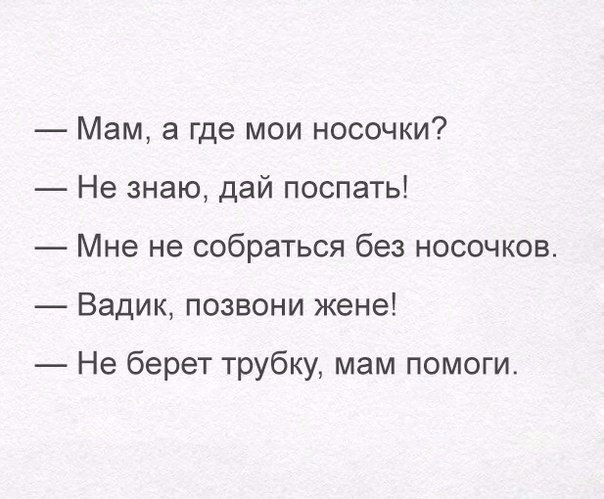 — Мам, а где мои носочки?
— Не знаю, дай поспать!
— Мне не собраться без носочков.
— Вадик, позвони жене!
— Не берет трубку, мам помоги.